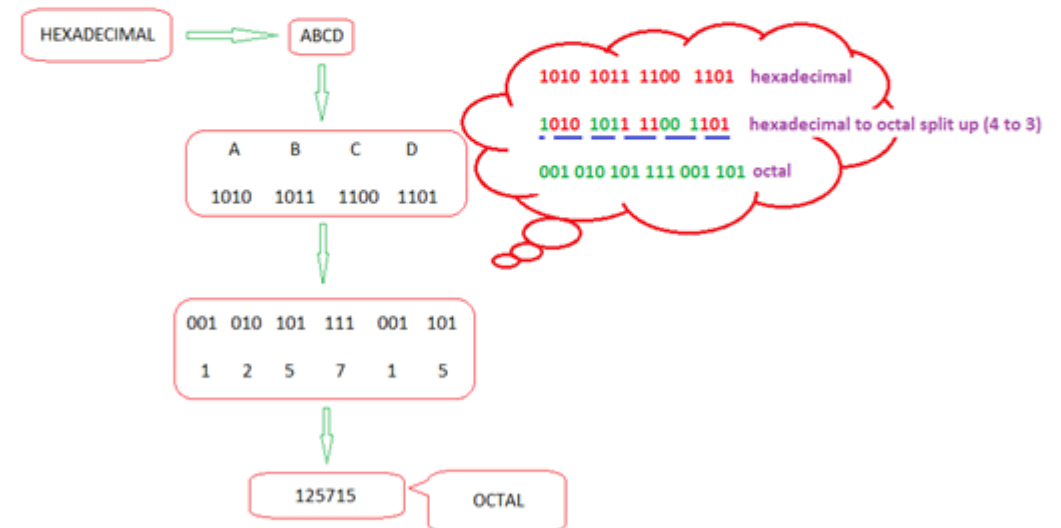 HEXADECIMAL
ABCD
1010 1011 1100 1101 hexadecimal
1010 1011 1100 1101 hexadecimal to octal split up (4 to 3)
001 010 101 111 001 101 octal
A B C D
1010 1011 1100 1101
001 010 101 111 001 101
1 2 5 7 1 5
125715
OCTAL